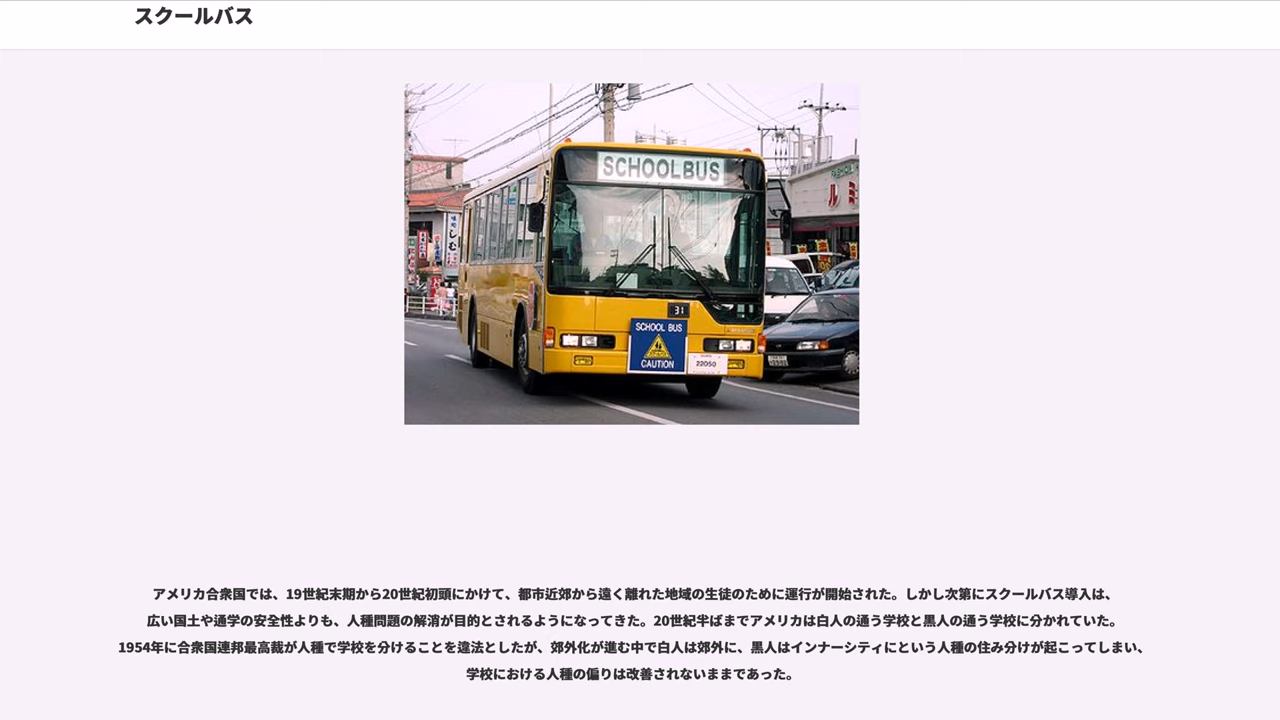 スクールバス
SCHOOL BUS
ルミ
しむ
31
SCHOOL BUS
CAUTION
22050
アメリカ合衆国では、19世紀末期から20世紀初頭にかけて、都市近郊から遠く離れた地域の生徒のために運行が開始された。しかし次第にスクールバス導入は、
広い国土や通学の安全性よりも、人種問題の解消が目的とされるようになってきた。20世紀半ばまでアメリカは白人の通う学校と黒人の通う学校に分かれていた。
1954年に合衆国連邦最高裁が人種で学校を分けることを違法としたが、郊外化が進む中で白人は郊外に、黒人はインナーシティにという人種の住み分けが起こってしまい、
学校における人種の偏りは改善されないままであった。